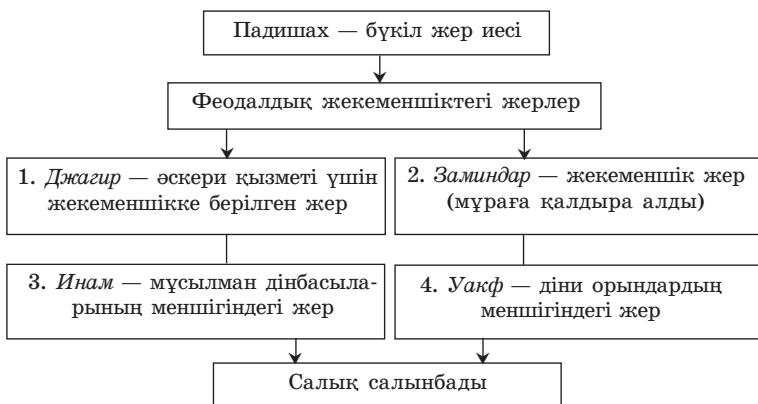 Падишах — бүкіл жер иесі
Феодалдық жекеменшіктегі жерлер
1. Джагир — әскери қызметі үшін
жекеменшікке берілген жер
2. Заминдар — жекеменшік жер
(мұраға қалдыра алды)
3. Инам — мұсылман дінбасыла-
рының меншігіндегі жер
4. Уакф — діни орындардың
меншігіндегі жер
Салық салынбады